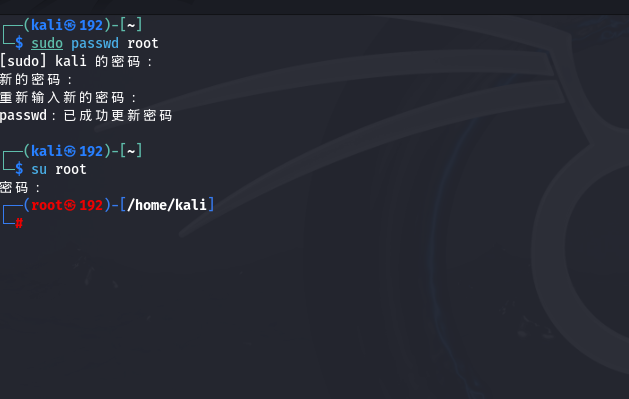 ┌──(kali㉿192)-[~]
└─$ sudo passwd root
[sudo] kali 的密码：
新的密码：
重新输入新的密码：
passwd：已成功更新密码
┌──(kali㉿192)-[~]
└─$ su root
密码：
┌──(root㉿192)-[/home/kali]
└─#